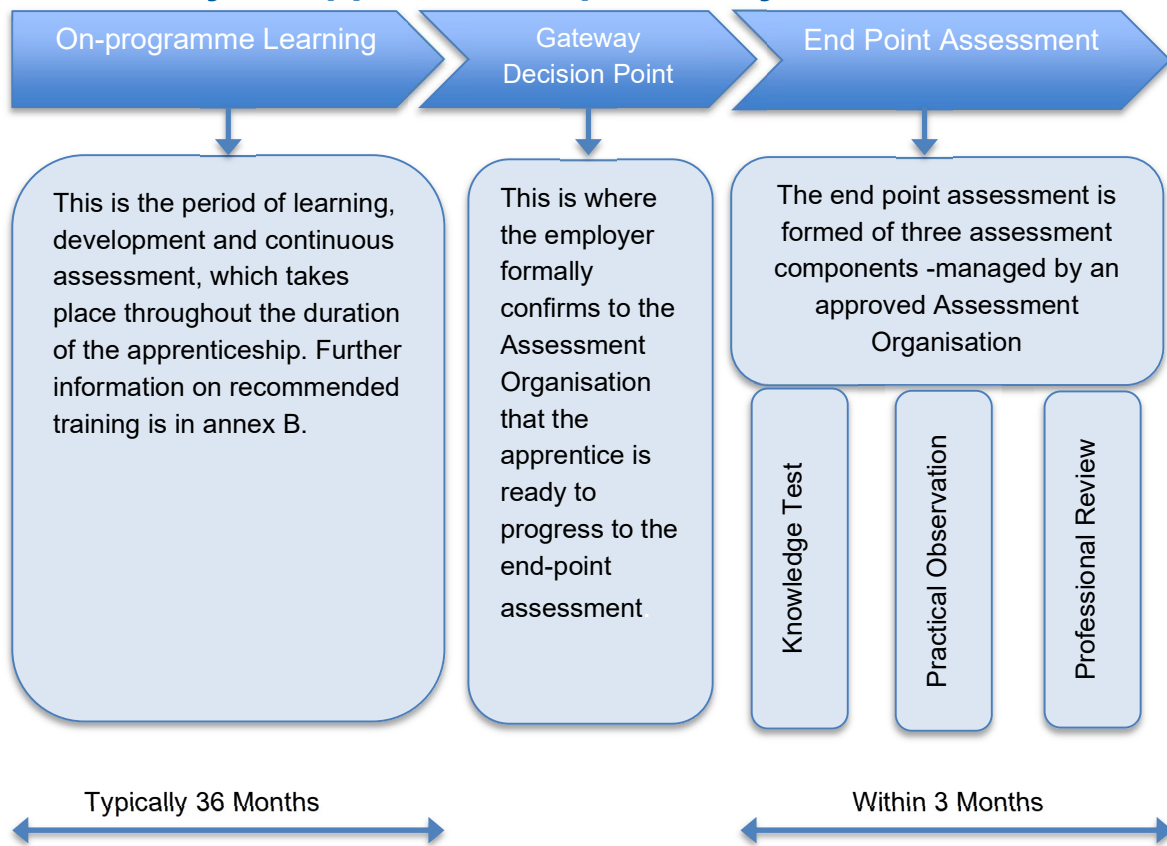 On-programme Learning
Gateway
Decision Point
End Point Assessment
This is the period of learning,
development and continuous
assessment, which takes
place throughout the duration
of the apprenticeship. Further
information on recommended
training is in annex B.
This is where
the employer
formally
confirms to the
Assessment
Organisation
that the
apprentice is
ready to
progress to the
end-point
assessment.
The end point assessment is
formed of three assessment
components -managed by an
approved Assessment
Organisation
Knowledge Test
Practical Observation
Professional Review
Typically 36 Months
Within 3 Months